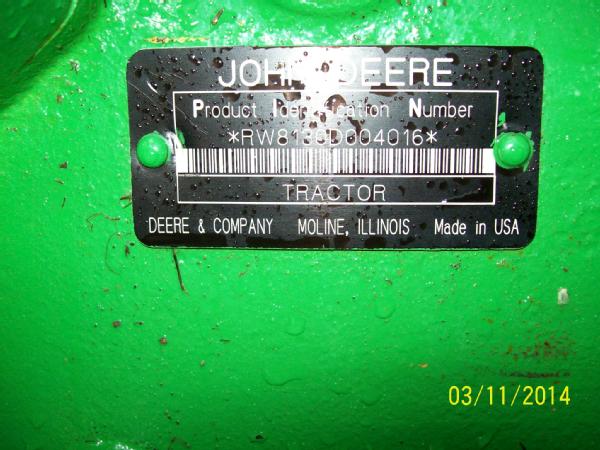 JOHN DEERE
Product Identification Number
*RW8130D004016*
TRACTOR
DEERE & COMPANY MOLINE, ILLINOIS Made in USA
03/11/2014